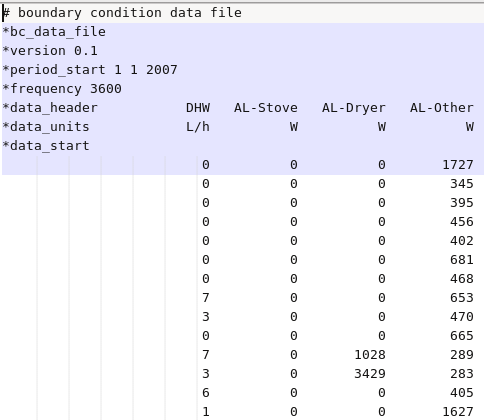 # boundary condition data file
*bc_data_file
*version 0.1
*period_start 1 1 2007
*frequency 3600
*data_header DHW AL-Stove AL-Dryer AL-Other
*data_units L/h W W W
*data_start
0 0 0 1727
0 0 0 345
0 0 0 395
0 0 0 456
0 0 0 402
0 0 0 681
0 0 0 468
7 0 0 653
3 0 0 470
0 0 0 665
7 0 1028 289
3 0 3429 283
6 0 0 405
1 0 0 1627